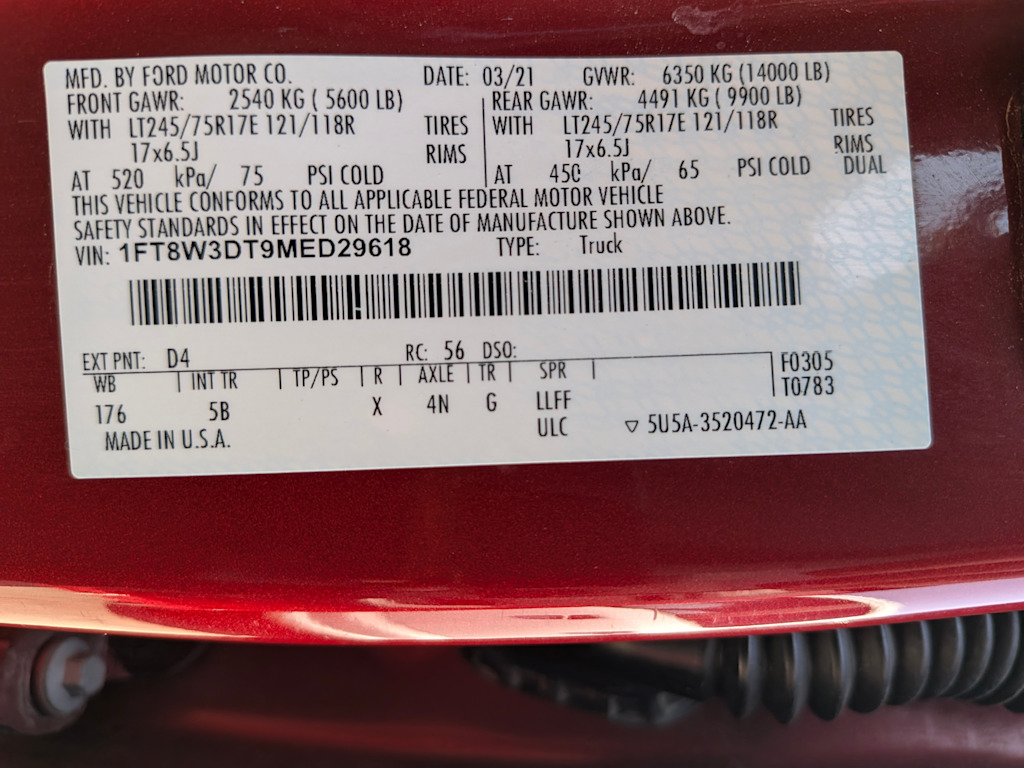 MFD. BY FORD MOTOR CO. DATE: 03/21 GVWR: 6350 KG (14000 LB)
FRONT GAWR: 2540 KG ( 5600 LB) REAR GAWR: 4491 KG ( 9900 LB)
WITH LT245/75R17E 121/118R TIRES WITH LT245/75R17E 121/118R TIRES
17x6.5J RIMS 17x6.5J RIMS
AT 520 kPa/ 75 PSI COLD AT 450 kPa/ 65 PSI COLD DUAL
THIS VEHICLE CONFORMS TO ALL APPLICABLE FEDERAL MOTOR VEHICLE
SAFETY STANDARDS IN EFFECT ON THE DATE OF MANUFACTURE SHOWN ABOVE.
VIN: 1FT8W3DT9MED29618 TYPE: Truck
EXT PNT: D4 RC: 56 DSO: F0305
WB INT TR TP/PS R AXLE TR SPR T0783
176 5B X 4N G LLFF
MADE IN U.S.A. ULC ▽ 5U5A-3520472-AA